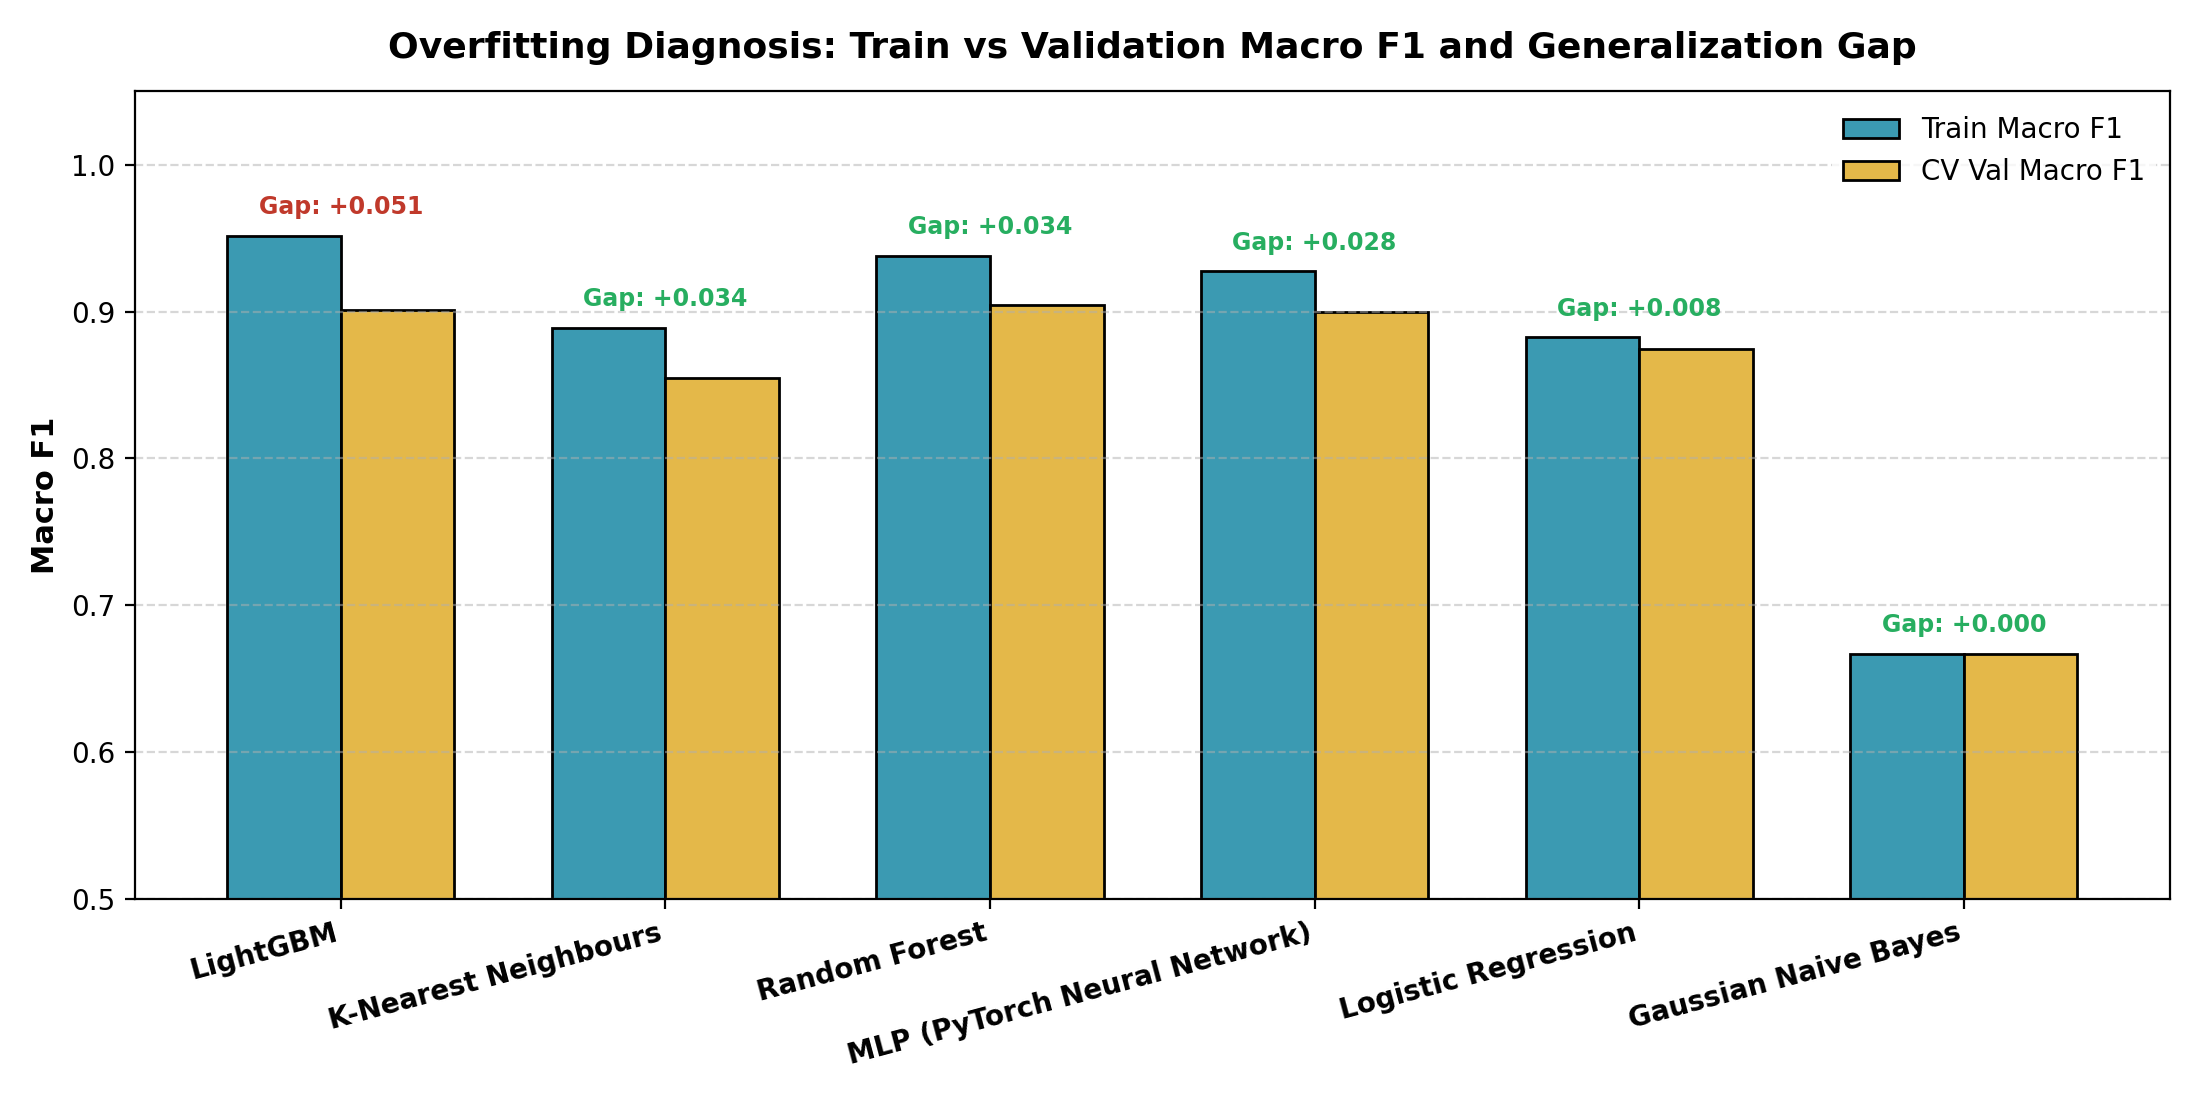 Overfitting Diagnosis: Train vs Validation Macro F1 and Generalization Gap
Train Macro F1
CV Val Macro F1
Macro F1
1.0
0.9
0.8
0.7
0.6
0.5
Gap: +0.051
Gap: +0.034
Gap: +0.034
Gap: +0.028
Gap: +0.008
Gap: +0.000
LightGBM
K-Nearest Neighbours
Random Forest
MLP (PyTorch Neural Network)
Logistic Regression
Gaussian Naive Bayes